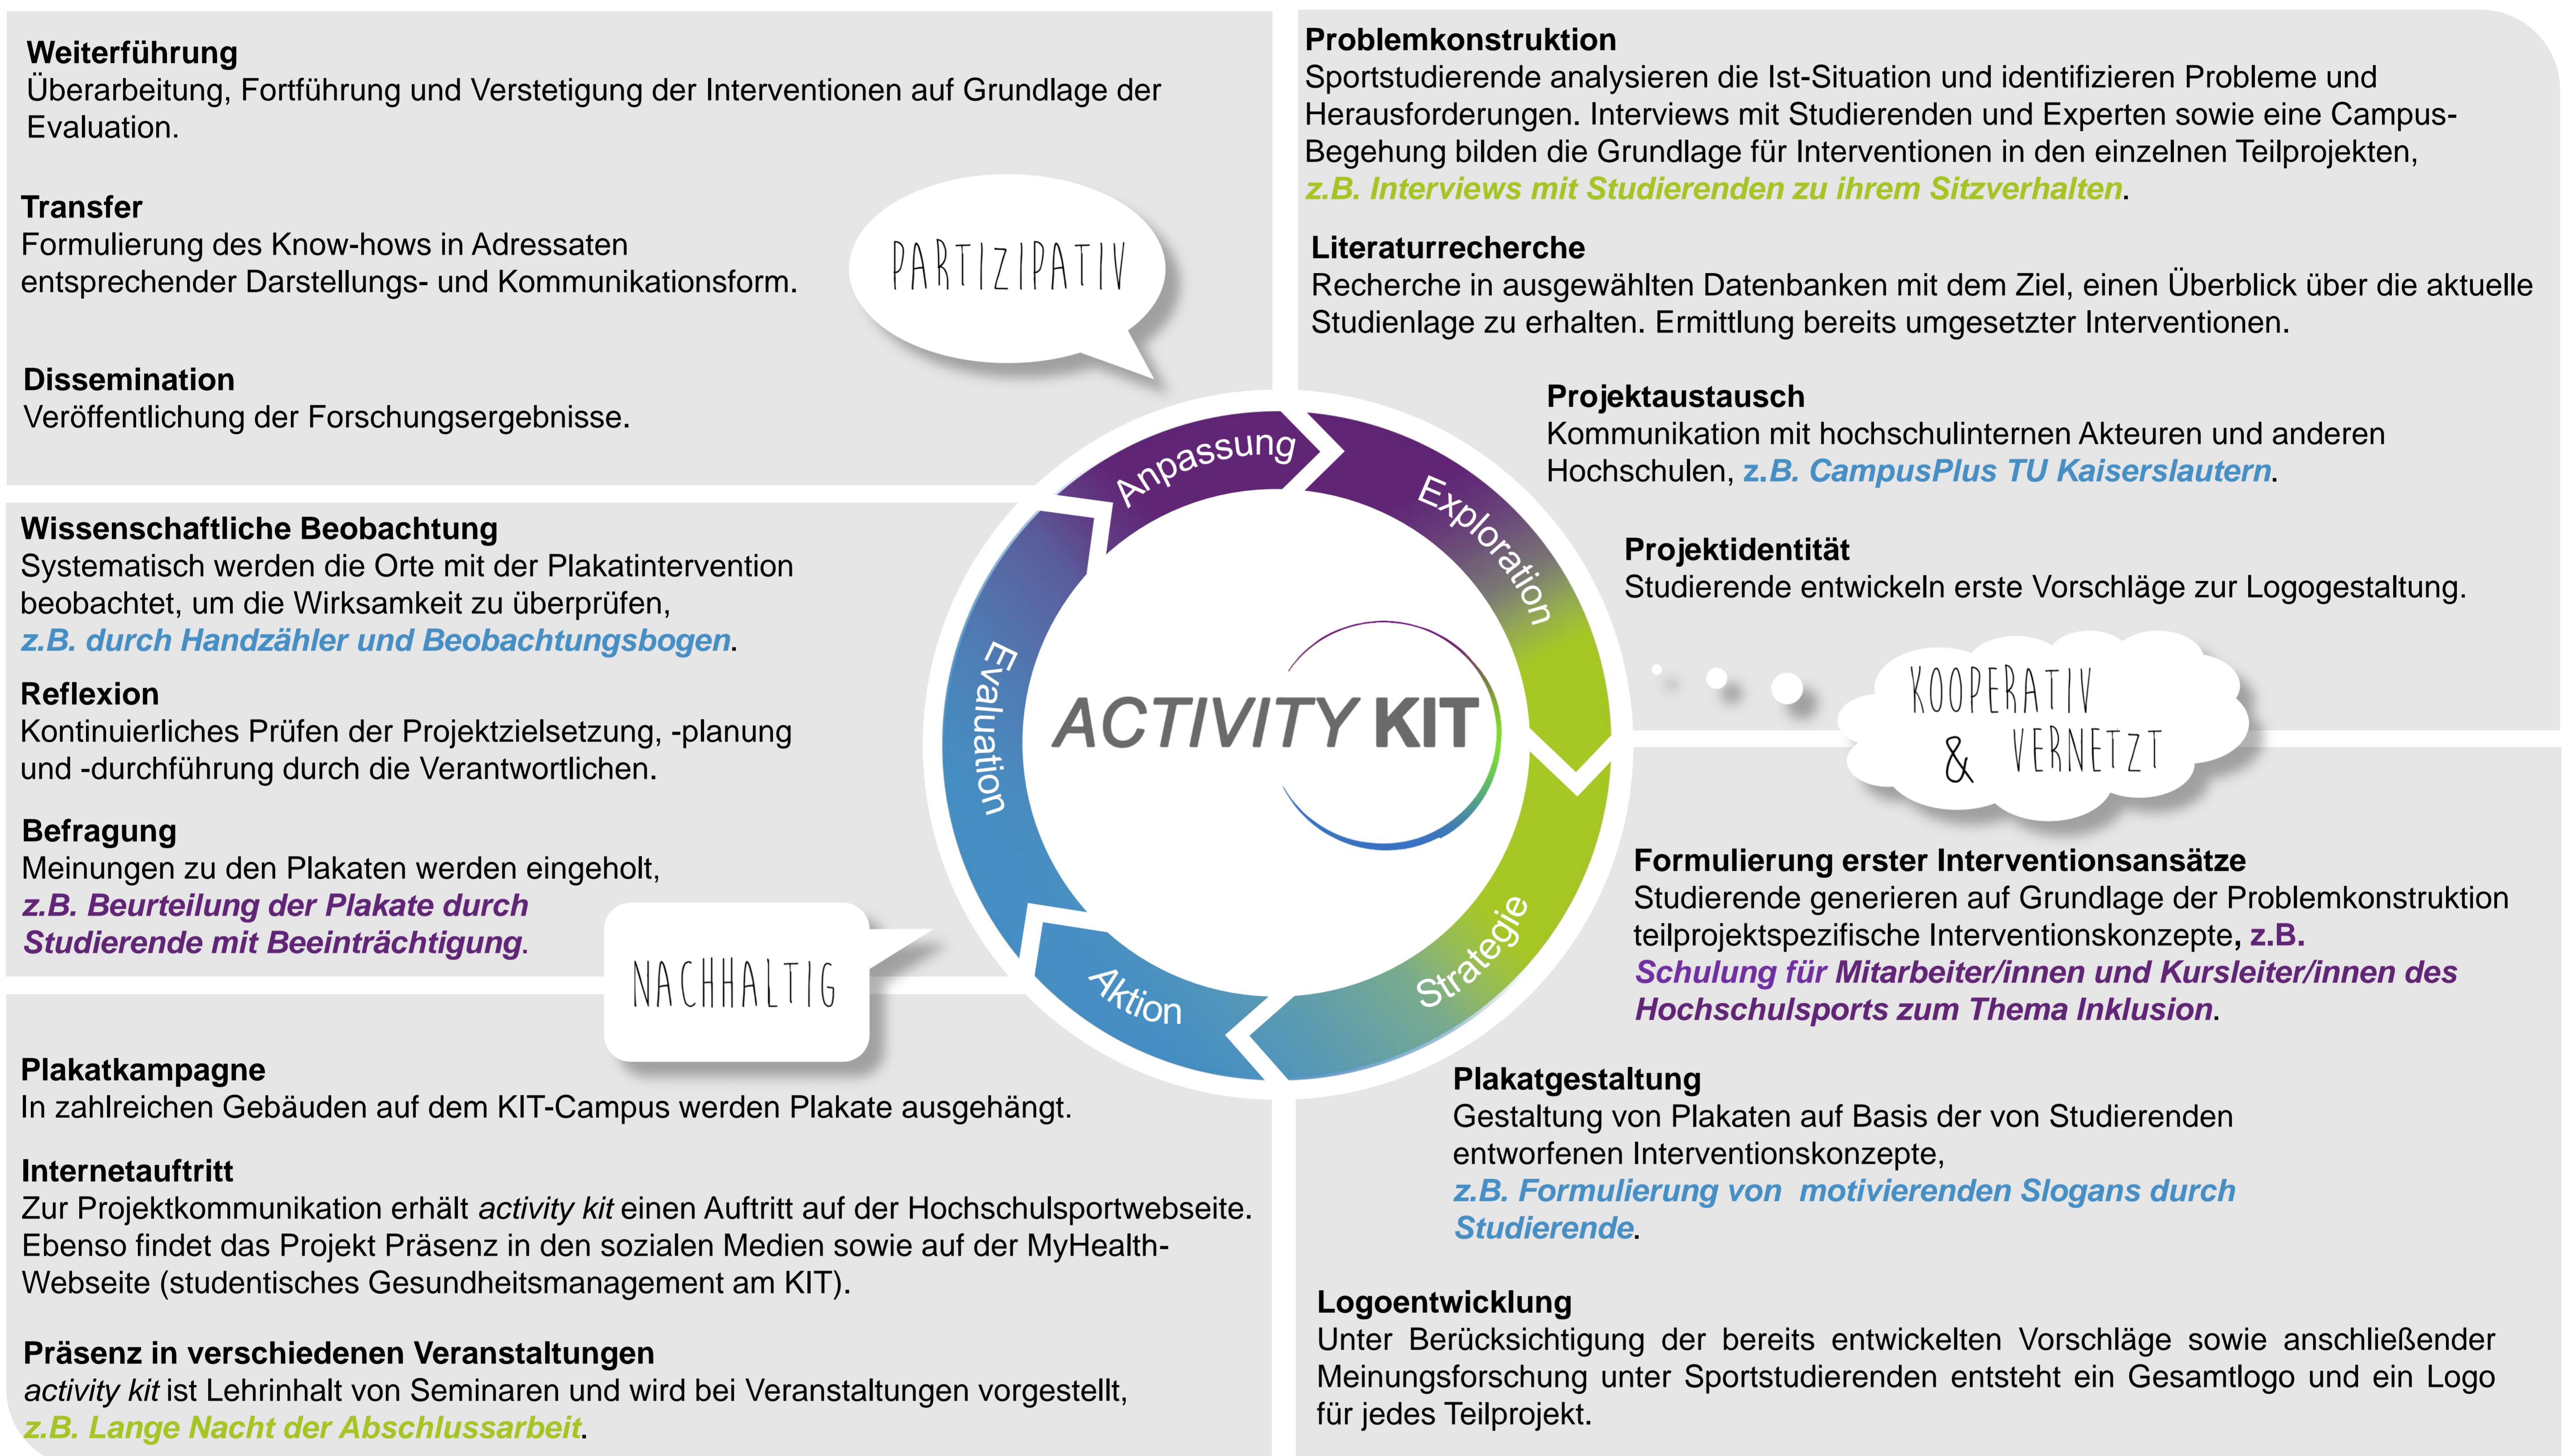 Weiterführung
Überarbeitung, Fortführung und Verstetigung der Interventionen auf Grundlage der
Evaluation.
Transfer
Formulierung des Know-hows in Adressaten
entsprechender Darstellungs- und Kommunikationsform.
Dissemination
Veröffentlichung der Forschungsergebnisse.
PARTIZIPATIV
Problemkonstruktion
Sportstudierende analysieren die Ist-Situation und identifizieren Probleme und
Herausforderungen. Interviews mit Studierenden und Experten sowie eine Campus-
Begehung bilden die Grundlage für Interventionen in den einzelnen Teilprojekten,
z.B. Interviews mit Studierenden zu ihrem Sitzverhalten.
Literaturrecherche
Recherche in ausgewählten Datenbanken mit dem Ziel, einen Überblick über die aktuelle
Studienlage zu erhalten. Ermittlung bereits umgesetzter Interventionen.
Projektaustausch
Kommunikation mit hochschulinternen Akteuren und anderen
Hochschulen, z.B. CampusPlus TU Kaiserslautern.
Projektidentität
Studierende entwickeln erste Vorschläge zur Logogestaltung.
KOOPERATIV
& VERNETZT
Anpassung
Exploration
Strategie
Aktion
Evaluation
ACTIVITY KIT
Wissenschaftliche Beobachtung
Systematisch werden die Orte mit der Plakatintervention
beobachtet, um die Wirksamkeit zu überprüfen,
z.B. durch Handzähler und Beobachtungsbogen.
Reflexion
Kontinuierliches Prüfen der Projektzielsetzung, -planung
und -durchführung durch die Verantwortlichen.
Befragung
Meinungen zu den Plakaten werden eingeholt,
z.B. Beurteilung der Plakate durch
Studierende mit Beeinträchtigung.
NACHHALTIG
Formulierung erster Interventionsansätze
Studierende generieren auf Grundlage der Problemkonstruktion
teilprojektspezifische Interventionskonzepte, z.B.
Schulung für Mitarbeiter/innen und Kursleiter/innen des
Hochschulsports zum Thema Inklusion.
Plakatgestaltung
Gestaltung von Plakaten auf Basis der von Studierenden
entworfenen Interventionskonzepte,
z.B. Formulierung von motivierenden Slogans durch
Studierende.
Logoentwicklung
Unter Berücksichtigung der bereits entwickelten Vorschläge sowie anschließender
Meinungsforschung unter Sportstudierenden entsteht ein Gesamtlogo und ein Logo
für jedes Teilprojekt.
Plakatkampagne
In zahlreichen Gebäuden auf dem KIT-Campus werden Plakate ausgehängt.
Internetauftritt
Zur Projektkommunikation erhält activity kit einen Auftritt auf der Hochschulsportwebseite.
Ebenso findet das Projekt Präsenz in den sozialen Medien sowie auf der MyHealth-
Webseite (studentisches Gesundheitsmanagement am KIT).
Präsenz in verschiedenen Veranstaltungen
activity kit ist Lehrinhalt von Seminaren und wird bei Veranstaltungen vorgestellt,
z.B. Lange Nacht der Abschlussarbeit.